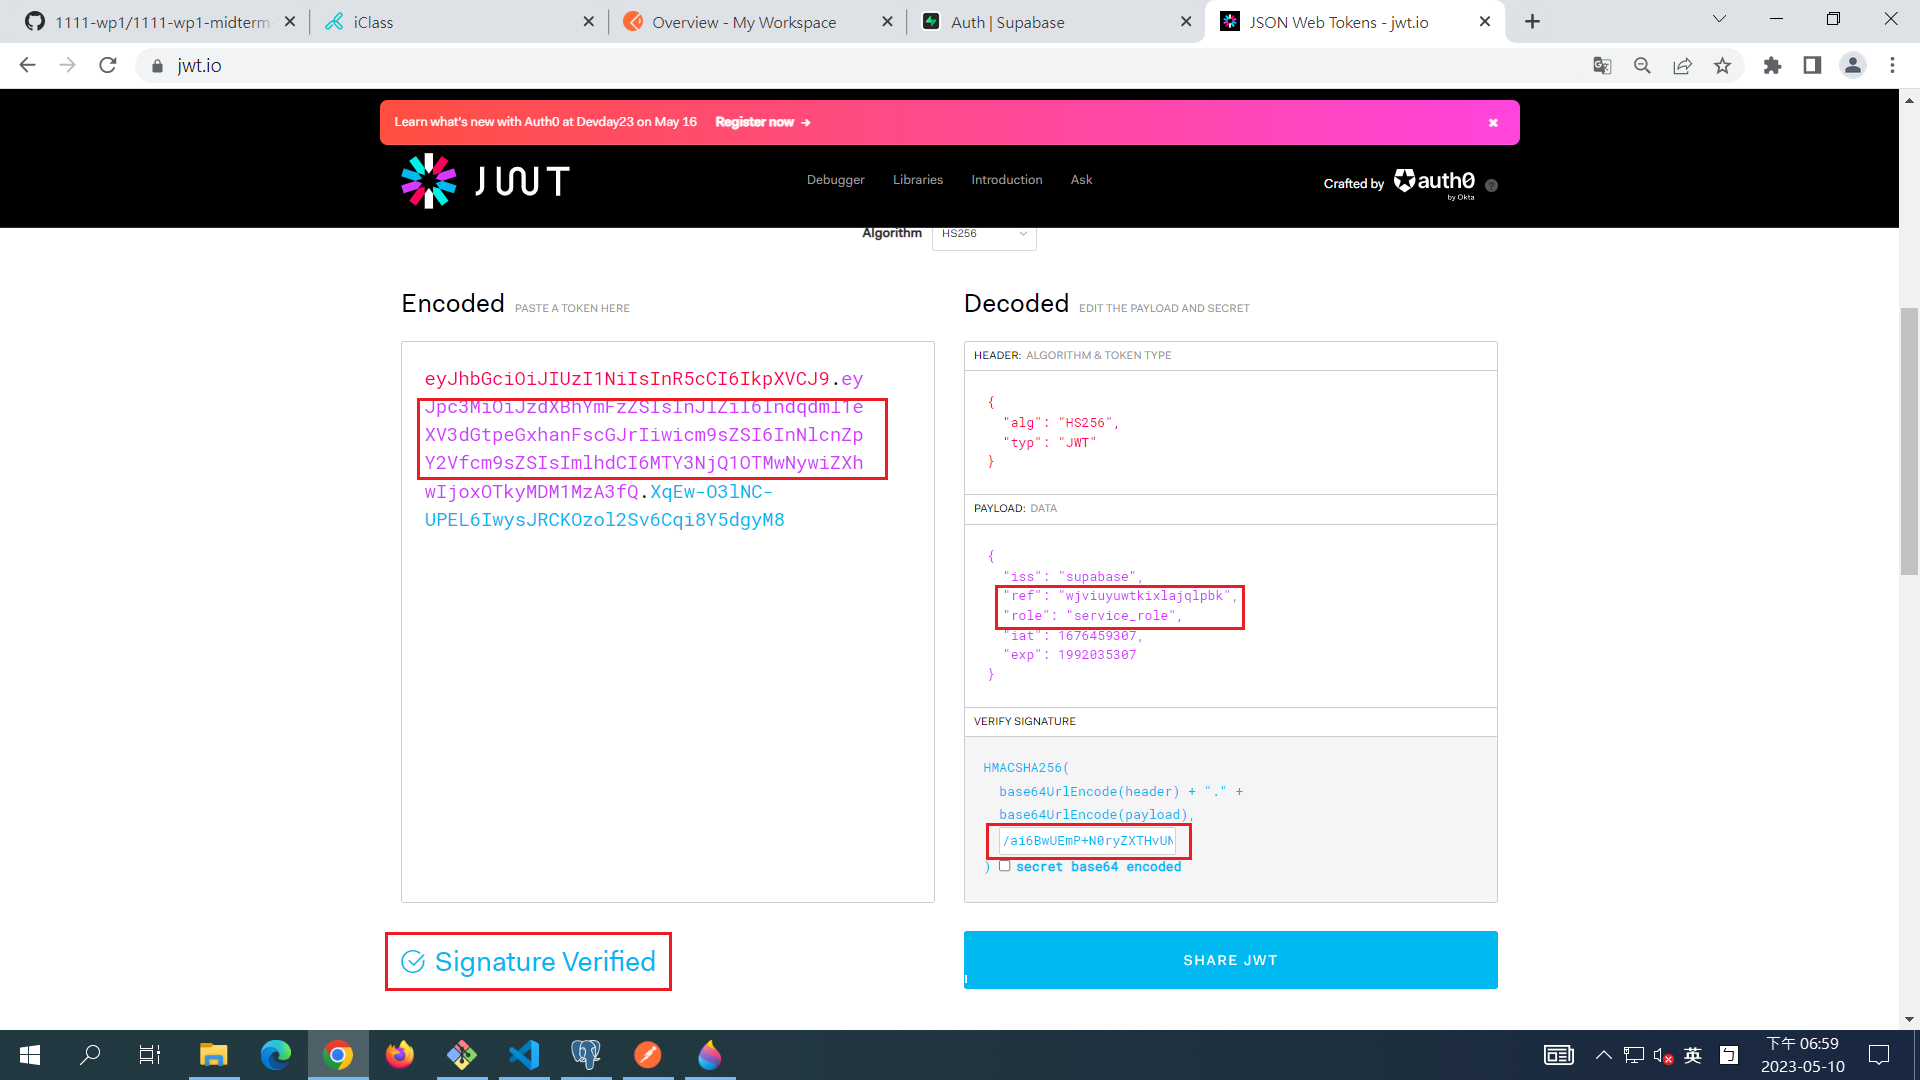 1111-wp1/1111-wp1-midterm-
iClass
Overview - My Workspace
Auth | Supabase
JSON Web Tokens - jwt.io
jwt.io
Learn what's new with Auth0 at Devday23 on May 16 Register now →
JWT
Debugger Libraries Introduction Ask
Crafted by auth0
by Okta
Algorithm HS256
Encoded PASTE A TOKEN HERE
eyJhbGciOiJIUzI1NiIsInR5cCI6IkpXVCJ9.ey
Jpc3MiOiJzdXBhYmFzZSIsInJlZiI6Indqdml1e
XV3dGtpeGxhanFscGJrIiwicm9sZSI6InNlcnZp
Y2Vfcm9sZSIsImlhdCI6MTY3NjQ1OTMwNywiZXh
wIjoxOTkyMDM1MzA3fQ.XqEw-O3lNC-
UPEL6IwysJRCKOzol2Sv6Cqi8Y5dgyM8
Signature Verified
Decoded EDIT THE PAYLOAD AND SECRET
HEADER: ALGORITHM & TOKEN TYPE
{
"alg": "HS256",
"typ": "JWT"
}
PAYLOAD: DATA
{
"iss": "supabase",
"ref": "wjviuyuwtkixlajqlpbk",
"role": "service_role",
"iat": 1676459307,
"exp": 1992035307
}
VERIFY SIGNATURE
HMACSHA256(
base64UrlEncode(header) + "." +
base64UrlEncode(payload),
/ai6BwUEmP+N0ryZXTHvUN
) secret base64 encoded
SHARE JWT
英
ㄅ
下午 06:59
2023-05-10